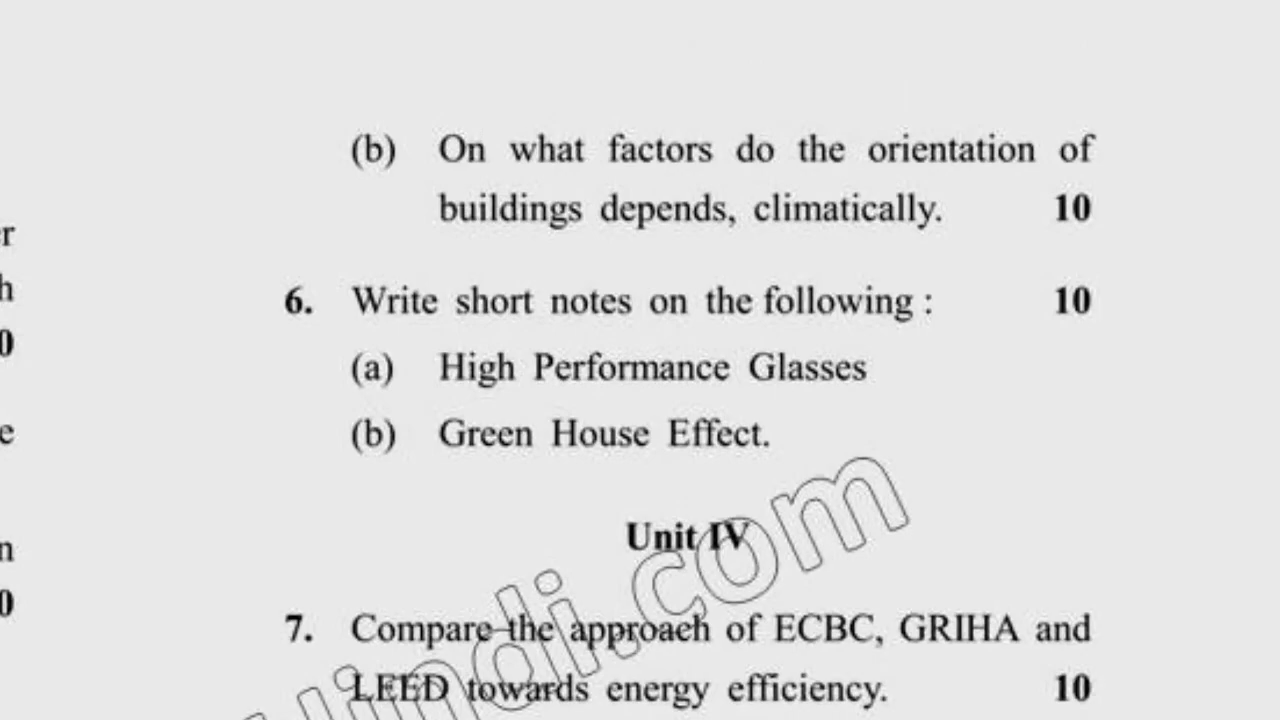 (b) On what factors do the orientation of
buildings depends, climatically. 10
6. Write short notes on the following : 10
(a) High Performance Glasses
(b) Green House Effect.
Unit IV
7. Compare the approach of ECBC, GRIHA and
LEED towards energy efficiency. 10